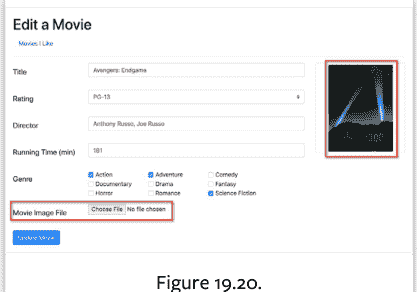 Edit a Movie
Movies I Like
Title
Avengers: Endgame
Rating
PG-13
Director
Anthony Russo, Joe Russo
Running Time (min)
181
Genre
Action Adventure Comedy
Documentary Drama Fantasy
Horror Romance Science Fiction
Movie Image File
Choose File No file chosen
Update Movie
Figure 19.20.